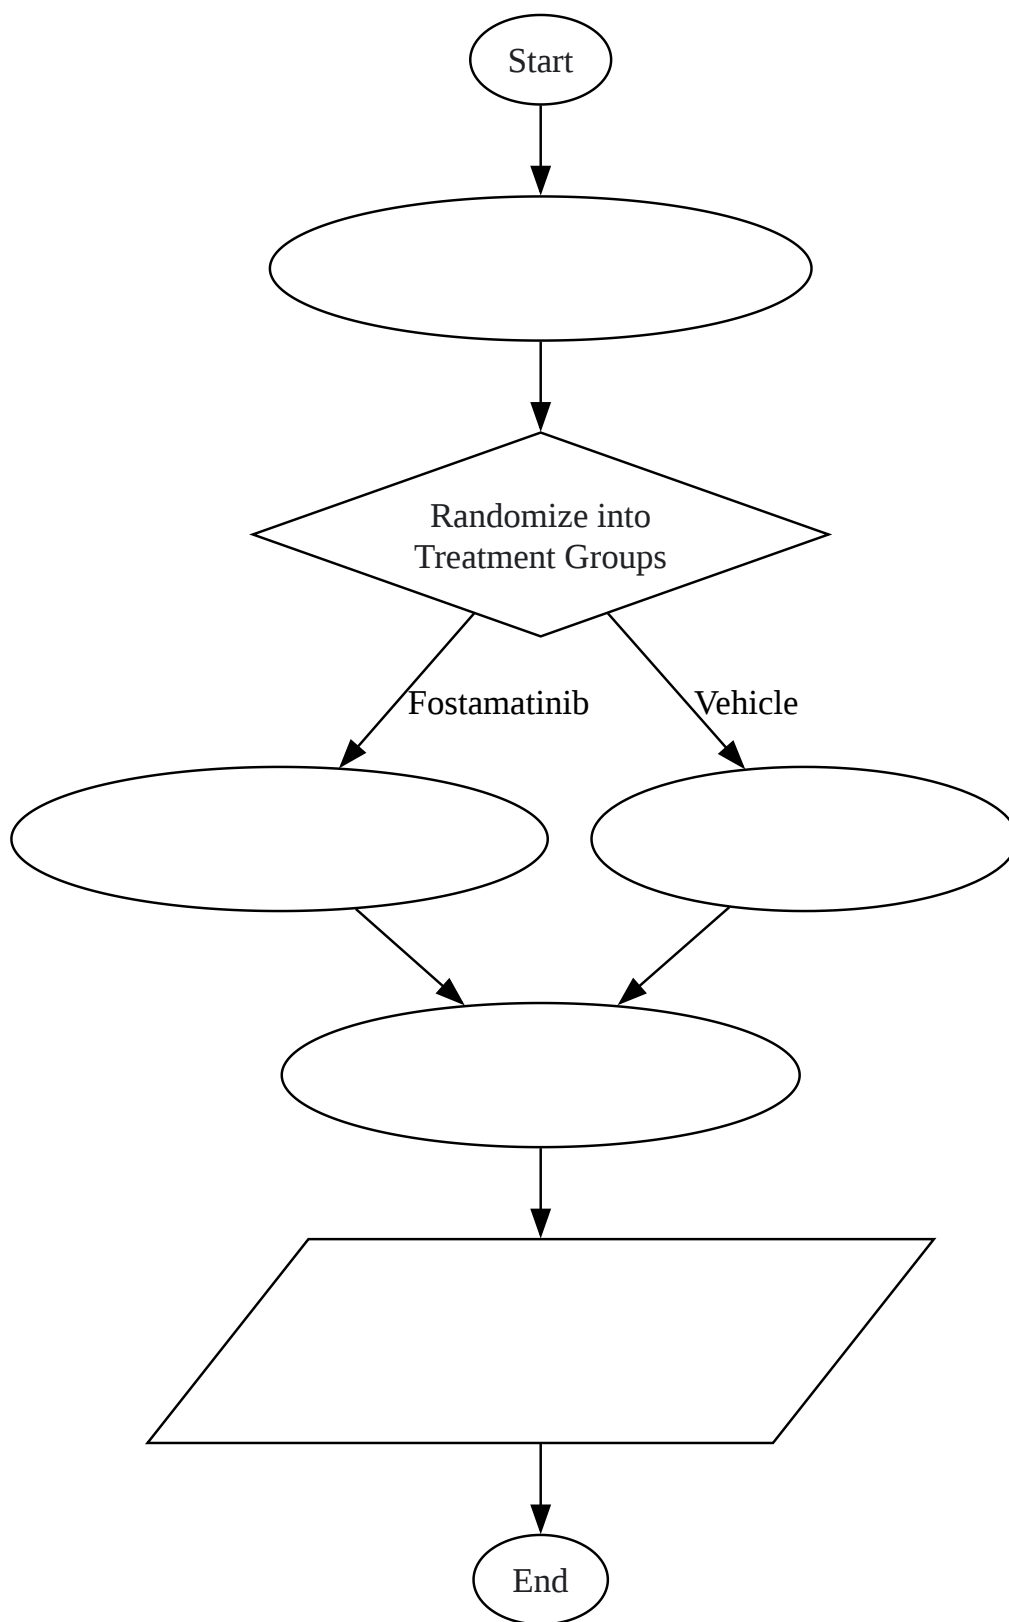 Start
Randomize into
Treatment Groups
Fostamatinib
Vehicle
End